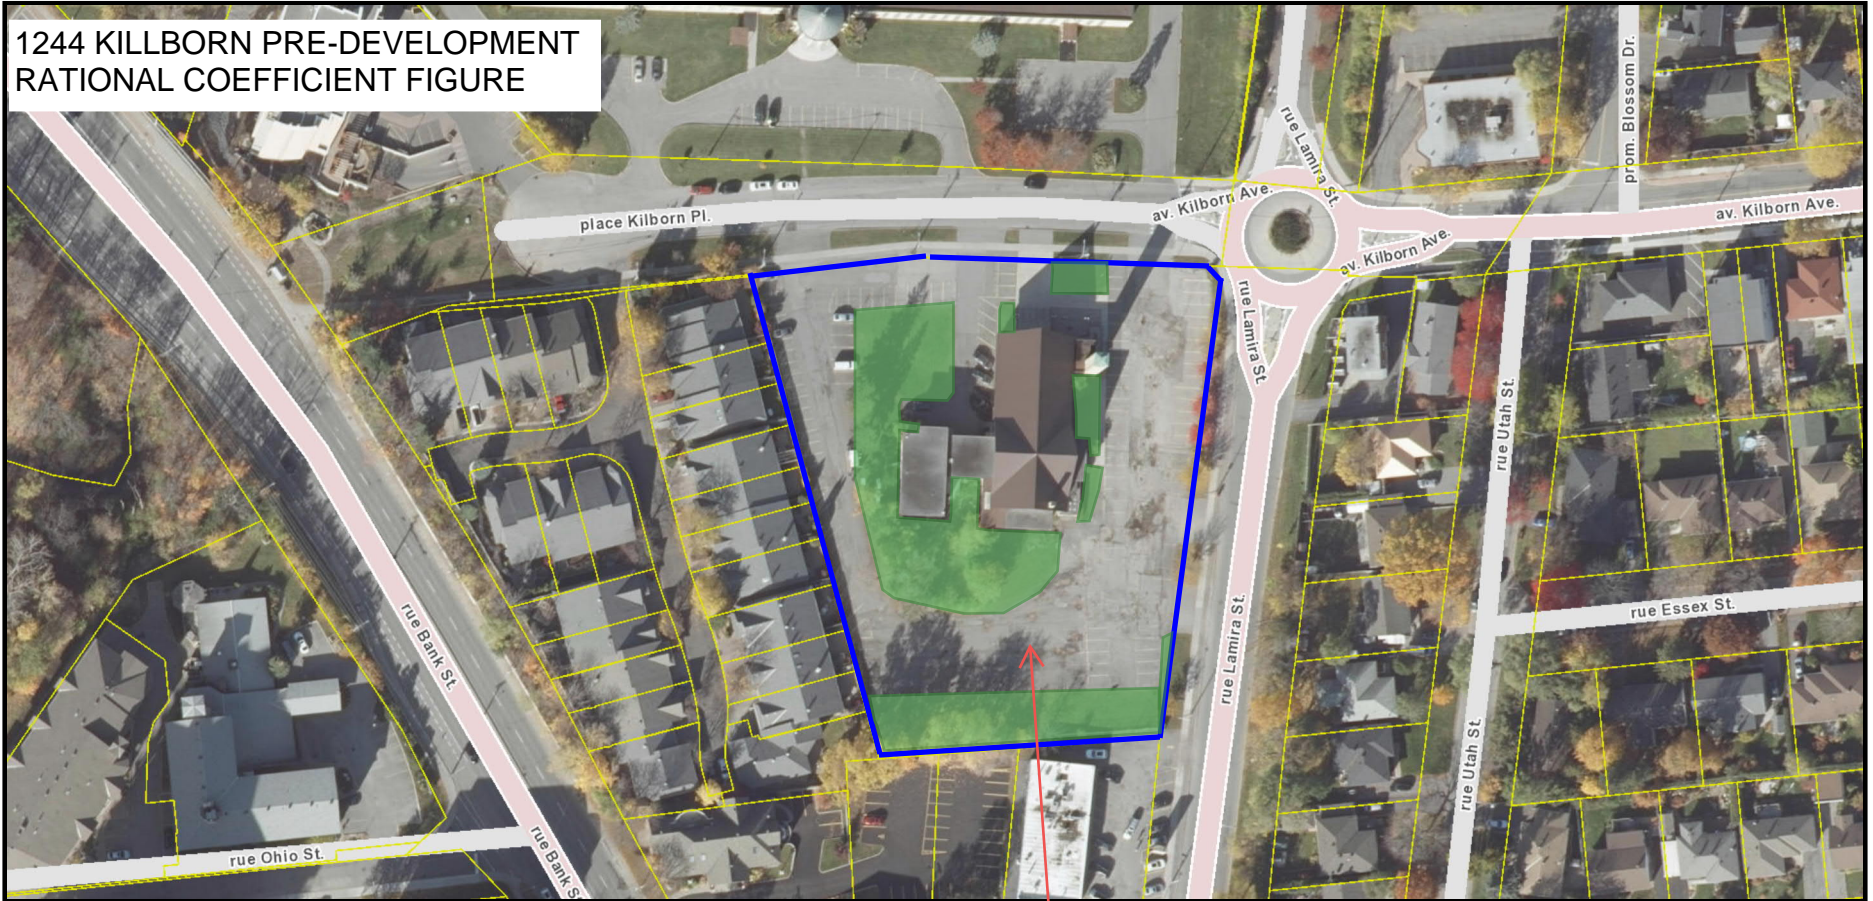 1244 KILLBORN PRE-DEVELOPMENT
RATIONAL COEFFICIENT FIGURE
prom. Blossom Dr.
rue Lamira St.
place Kilborn Pl.
av. Kilborn Ave.
av. Kilborn Ave.
av. Kilborn Ave.
rue Lamira St.
rue Utah St.
rue Bank St.
rue Lamira St.
rue Essex St.
rue Utah St.
rue Ohio St.
rue Bank St